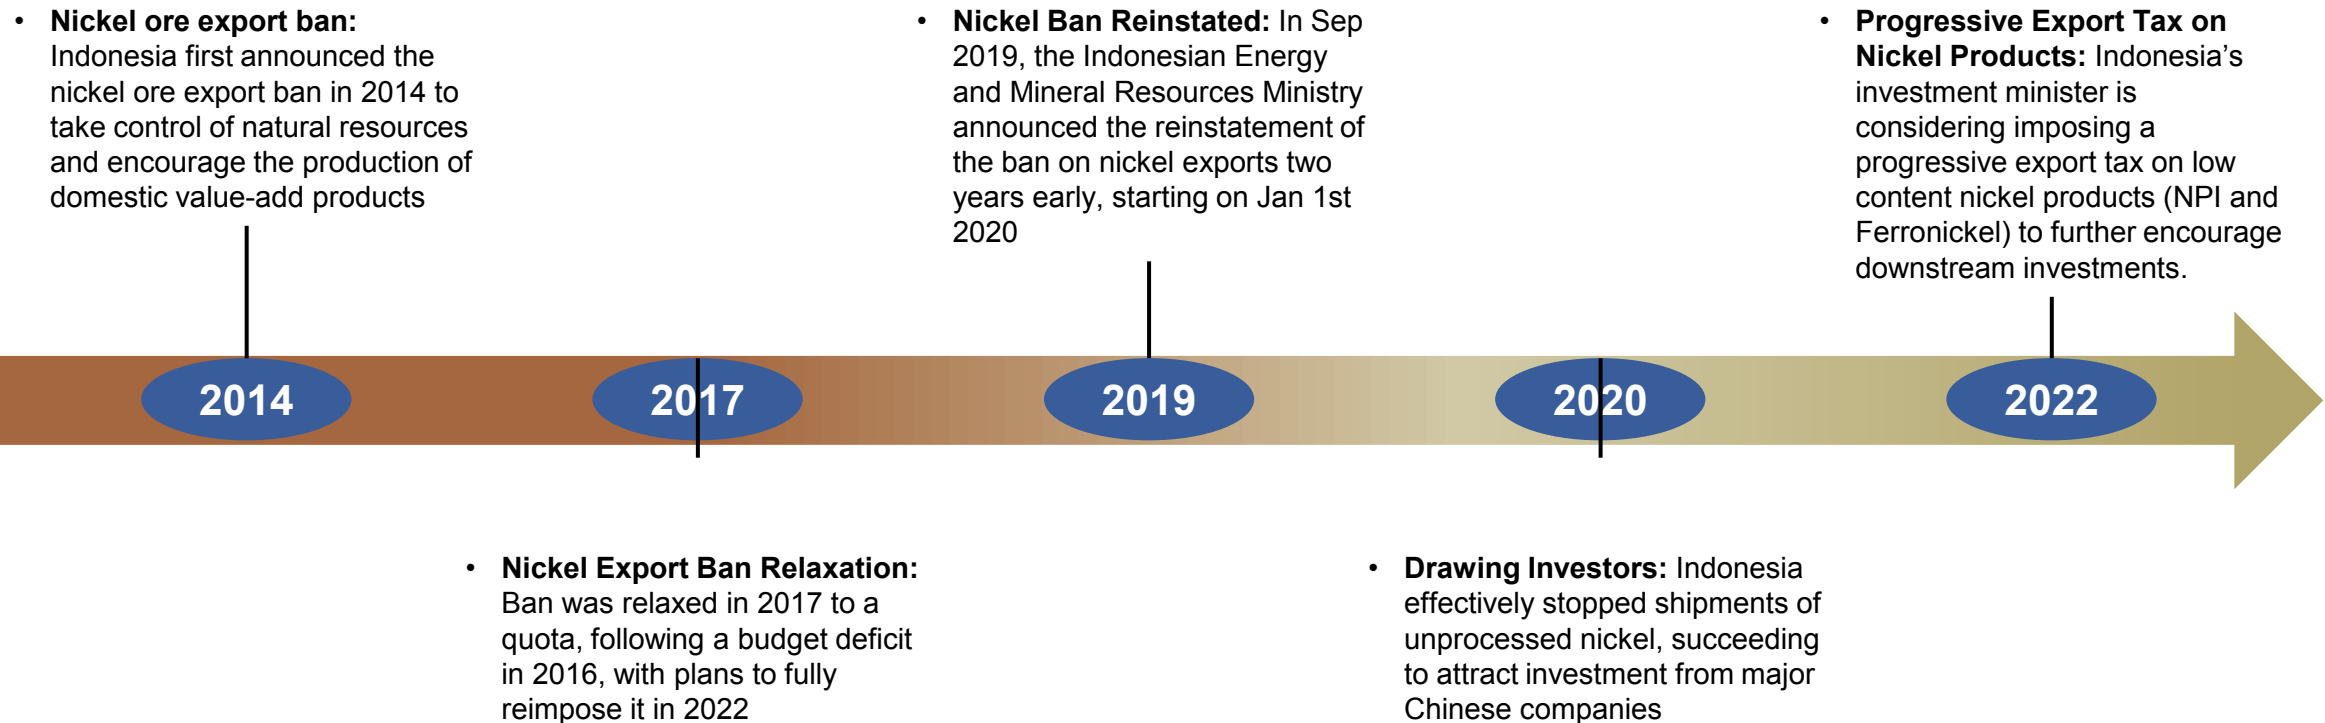 • Nickel ore export ban:
Indonesia first announced the
nickel ore export ban in 2014 to
take control of natural resources
and encourage the production of
domestic value-add products
• Nickel Ban Reinstated: In Sep
2019, the Indonesian Energy
and Mineral Resources Ministry
announced the reinstatement of
the ban on nickel exports two
years early, starting on Jan 1st
2020
• Progressive Export Tax on
Nickel Products: Indonesia’s
investment minister is
considering imposing a
progressive export tax on low
content nickel products (NPI and
Ferronickel) to further encourage
downstream investments.
2014
2017
2019
2020
2022
• Nickel Export Ban Relaxation:
Ban was relaxed in 2017 to a
quota, following a budget deficit
in 2016, with plans to fully
reimpose it in 2022
• Drawing Investors: Indonesia
effectively stopped shipments of
unprocessed nickel, succeeding
to attract investment from major
Chinese companies